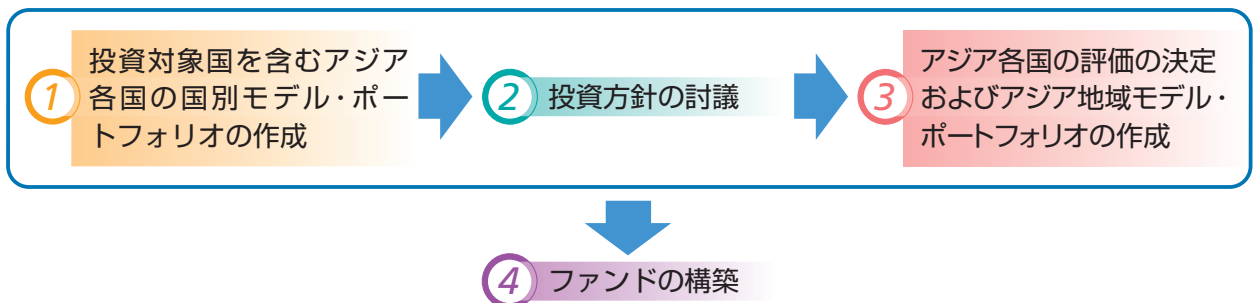 1
投資対象国を含むアジア
各国の国別モデル・ポー
トフォリオの作成
2
投資方針の討議
3
アジア各国の評価の決定
およびアジア地域モデル・
ポートフォリオの作成
4
ファンドの構築